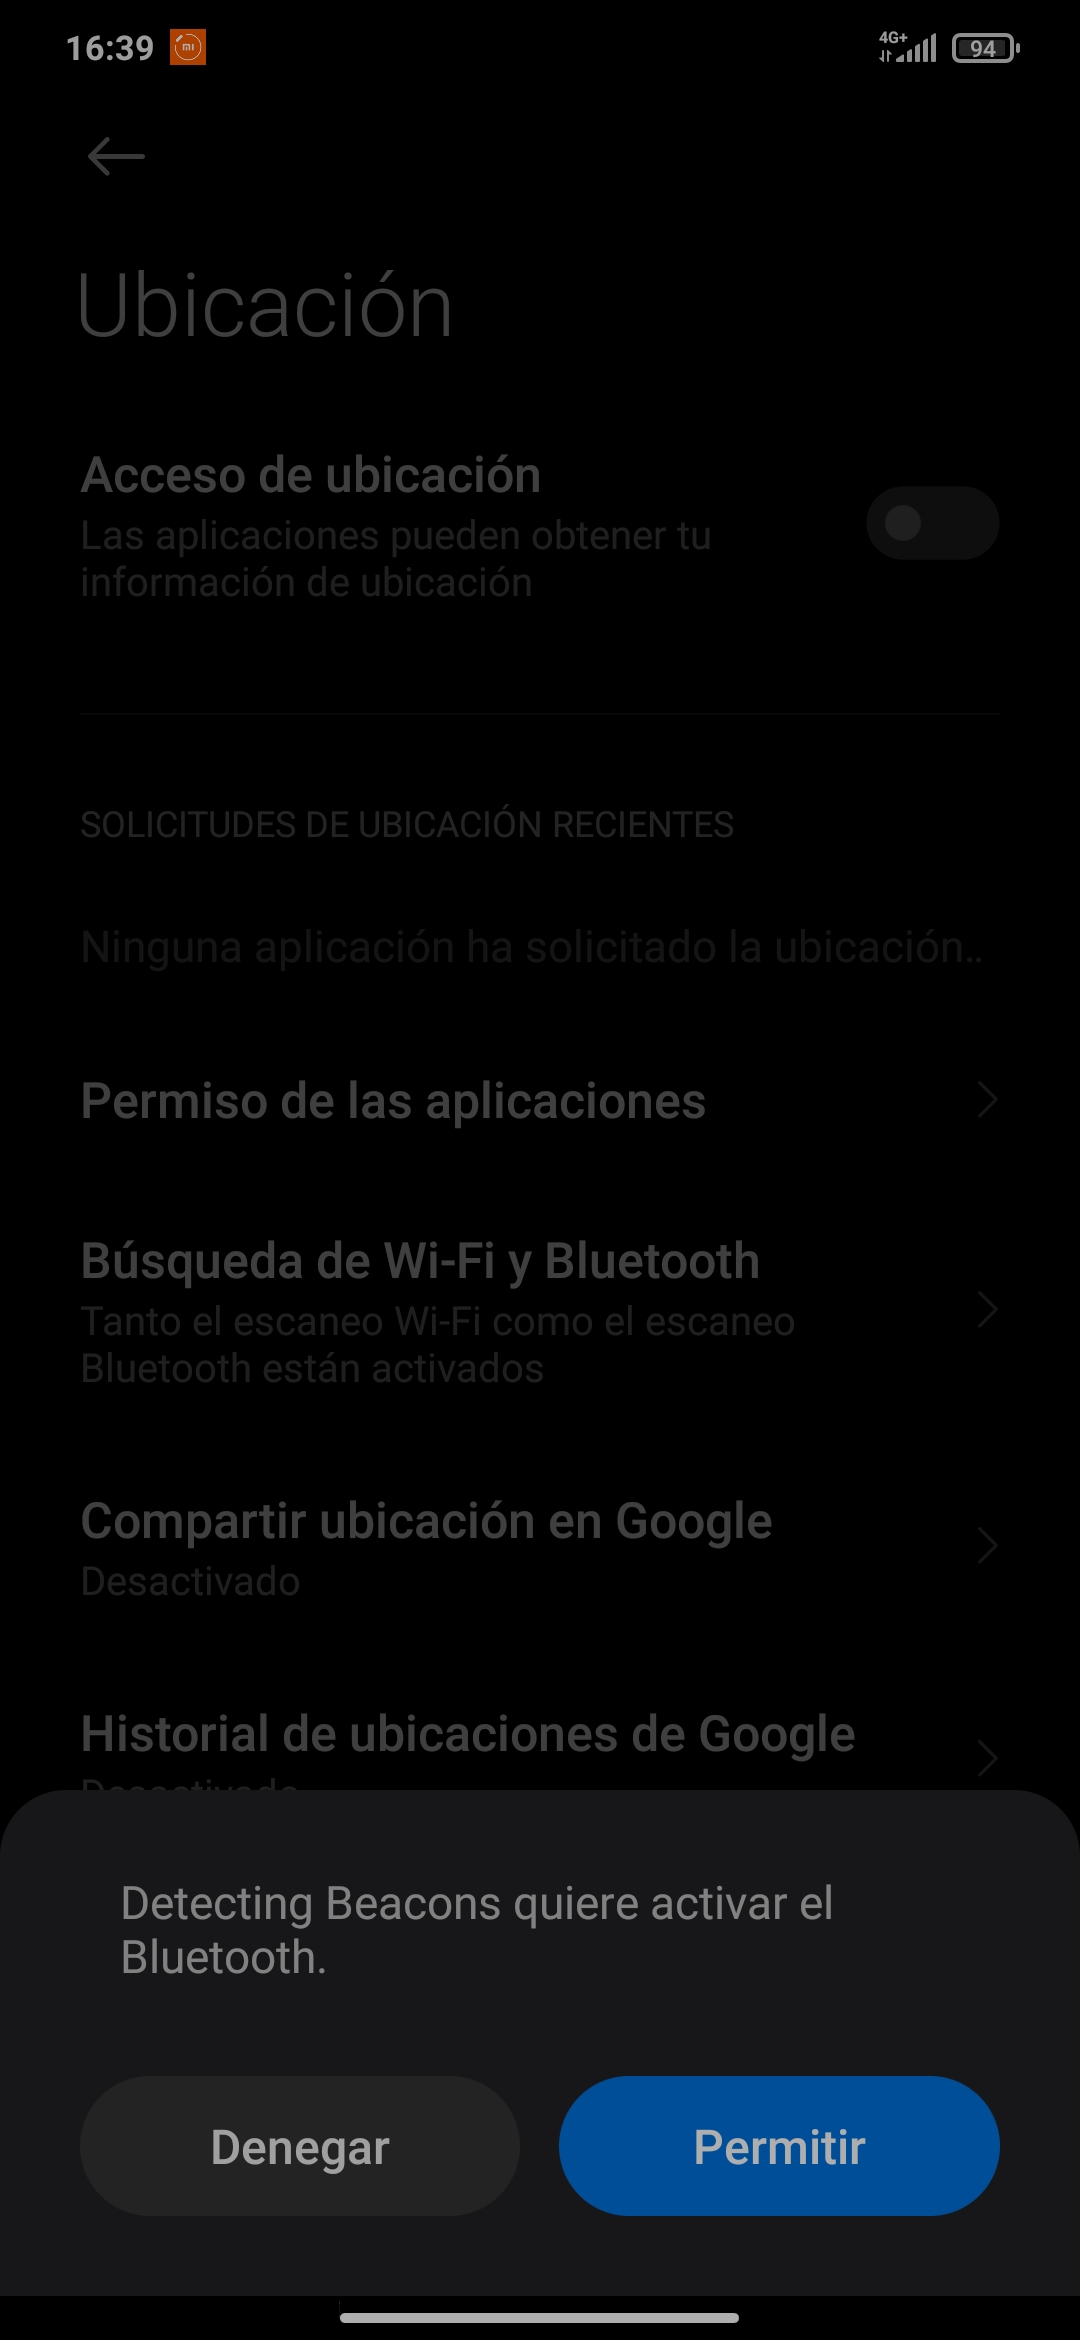 16:39
4G+
94
Ubicación
Acceso de ubicación
Las aplicaciones pueden obtener tu
información de ubicación
SOLICITUDES DE UBICACIÓN RECIENTES
Ninguna aplicación ha solicitado la ubicación..
Permiso de las aplicaciones
Búsqueda de Wi-Fi y Bluetooth
Tanto el escaneo Wi-Fi como el escaneo
Bluetooth están activados
Compartir ubicación en Google
Desactivado
Historial de ubicaciones de Google
Desactivado
Detecting Beacons quiere activar el
Bluetooth.
Denegar
Permitir